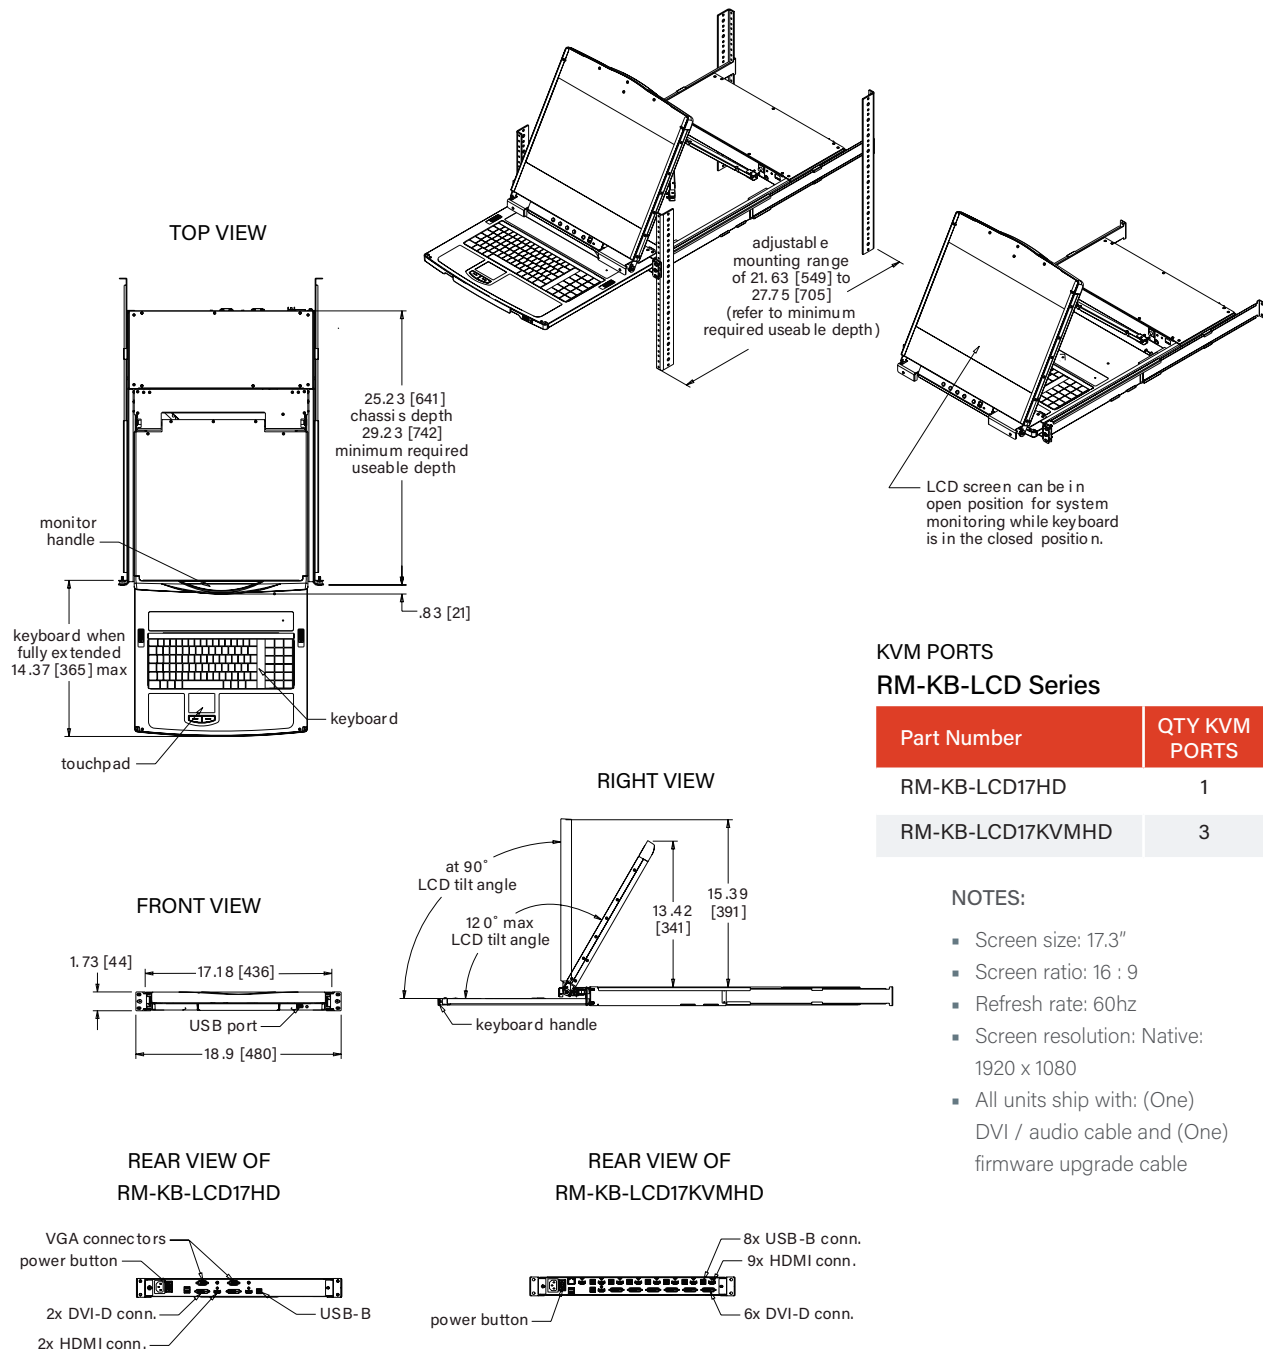 TOP VIEW
adjustable
mounting range
of 21.63 [549] to
27.75 [705]
(refer to minimum
required useable depth)
25.23 [641]
chassis depth
29.23 [742]
minimum required
useable depth
LCD screen can be in
open position for system
monitoring while keyboard
is in the closed position.
monitor
handle
.83 [21]
keyboard when
fully extended
14.37 [365] max
keyboard
touchpad
KVM PORTS
RM-KB-LCD Series
Part Number
QTY KVM
PORTS
RM-KB-LCD17HD 1
RM-KB-LCD17KVMHD 3
RIGHT VIEW
at 90°
LCD tilt angle
120° max
LCD tilt angle
13.42
[341]
15.39
[391]
keyboard handle
NOTES:
▪ Screen size: 17.3"
▪ Screen ratio: 16 : 9
▪ Refresh rate: 60hz
▪ Screen resolution: Native:
1920 x 1080
▪ All units ship with: (One)
DVI / audio cable and (One)
firmware upgrade cable
FRONT VIEW
1.73 [44]
17.18 [436]
USB port
18.9 [480]
REAR VIEW OF
RM-KB-LCD17HD
VGA connectors
power button
2x DVI-D conn.
USB-B
2x HDMI conn.
REAR VIEW OF
RM-KB-LCD17KVMHD
8x USB-B conn.
9x HDMI conn.
6x DVI-D conn.
power button